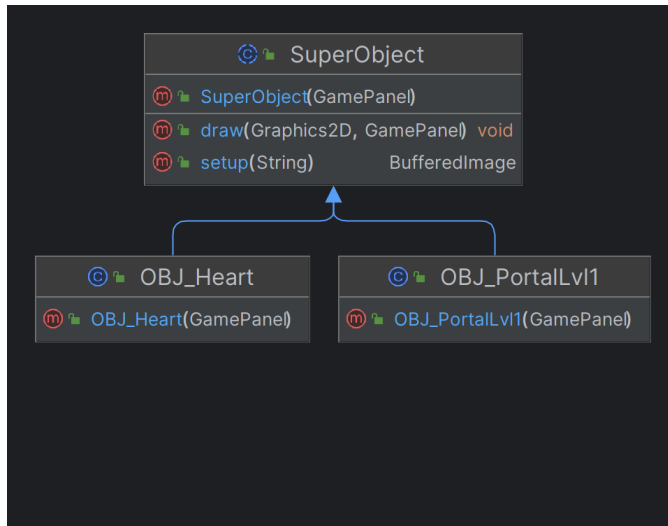 SuperObject
SuperObject(GamePanel)
draw(Graphics2D, GamePanel) void
setup(String) BufferedImage
OBJ_Heart
OBJ_Heart(GamePanel)
OBJ_PortalLvl1
OBJ_PortalLvl1(GamePanel)